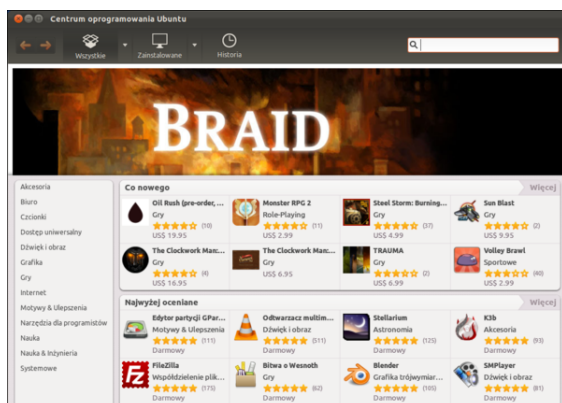 Centrum oprogramowania Ubuntu
Wszystkie
Zainstalowane
Historia
BRAID
Akcesoria
Biuro
Czcionki
Dostęp uniwersalny
Dźwięk i obraz
Grafika
Gry
Internet
Motywy & Ulepszenia
Narzędzia dla programistów
Nauka
Nauka & Inżynieria
Systemowe
Co nowego
Więcej
Oil Rush (pre-order, ...
Gry
(10)
US$ 19.95
Monster RPG 2
Role-Playing
(11)
US$ 2.99
Steel Storm: Burning...
Gry
(37)
US$ 4.99
Sun Blast
Gry
(2)
US$ 9.95
The Clockwork Man:...
Gry
(4)
US$ 16.95
The Clockwork Man:...
Gry
US$ 6.95
TRAUMA
Gry
(2)
US$ 6.99
Volley Brawl
Sportowe
(40)
US$ 2.99
Najwyżej oceniane
Więcej
Edytor partycji GPar...
Motywy & Ulepszenia
(111)
Darmowy
Odtwarzacz multim...
Dźwięk i obraz
(511)
Darmowy
Stellarium
Astronomia
(125)
Darmowy
K3b
Akcesoria
(93)
Darmowy
FileZilla
Współdzielenie plik...
(175)
Darmowy
Bitwa o Wesnoth
Gry
(62)
Darmowy
Blender
Grafika trójwymiar...
(105)
Darmowy
SMPlayer
Dźwięk i obraz
(81)
Darmowy